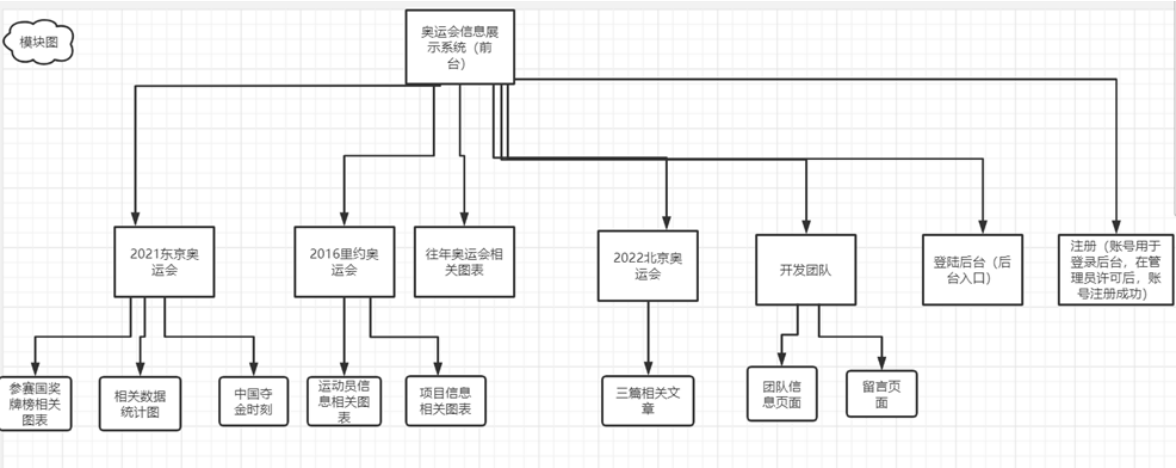 模块图
奥运会信息展
示系统（前
台）
2021东京奥
运会
2016里约奥
运会
往年奥运会相
关图表
2022北京奥
运会
开发团队
登陆后台（后
台入口）
注册（账号用于
登录后台，在管
理员许可后，账
号注册成功）
参赛国奖
牌榜相关
图表
相关数据
统计图
中国夺
金时刻
运动员信
息相关图
表
项目信息
相关图表
三篇相关文
章
团队信
息页面
留言页
面